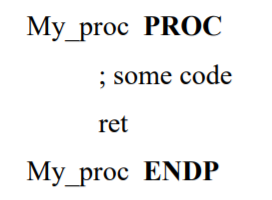 My_proc PROC
; some code
ret
My_proc ENDP